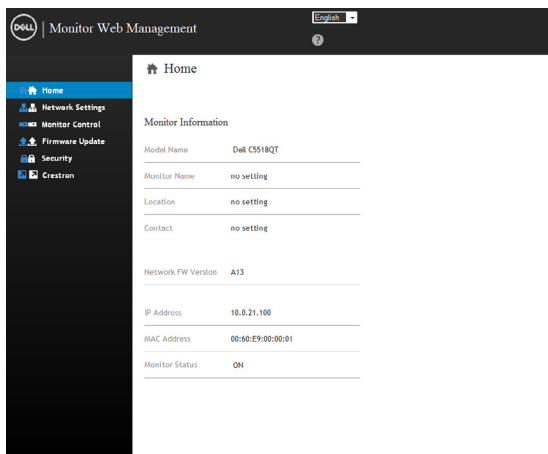 DELL | Monitor Web Management
English
?
Home
Home
Network Settings
Monitor Control
Firmware Update
Security
Crestron
Monitor Information
Model Name Dell C5518QT
Monitor Name no setting
Location no setting
Contact no setting
Network FW Version A13
IP Address 10.0.21.100
MAC Address 00:60:E9:00:00:01
Monitor Status ON